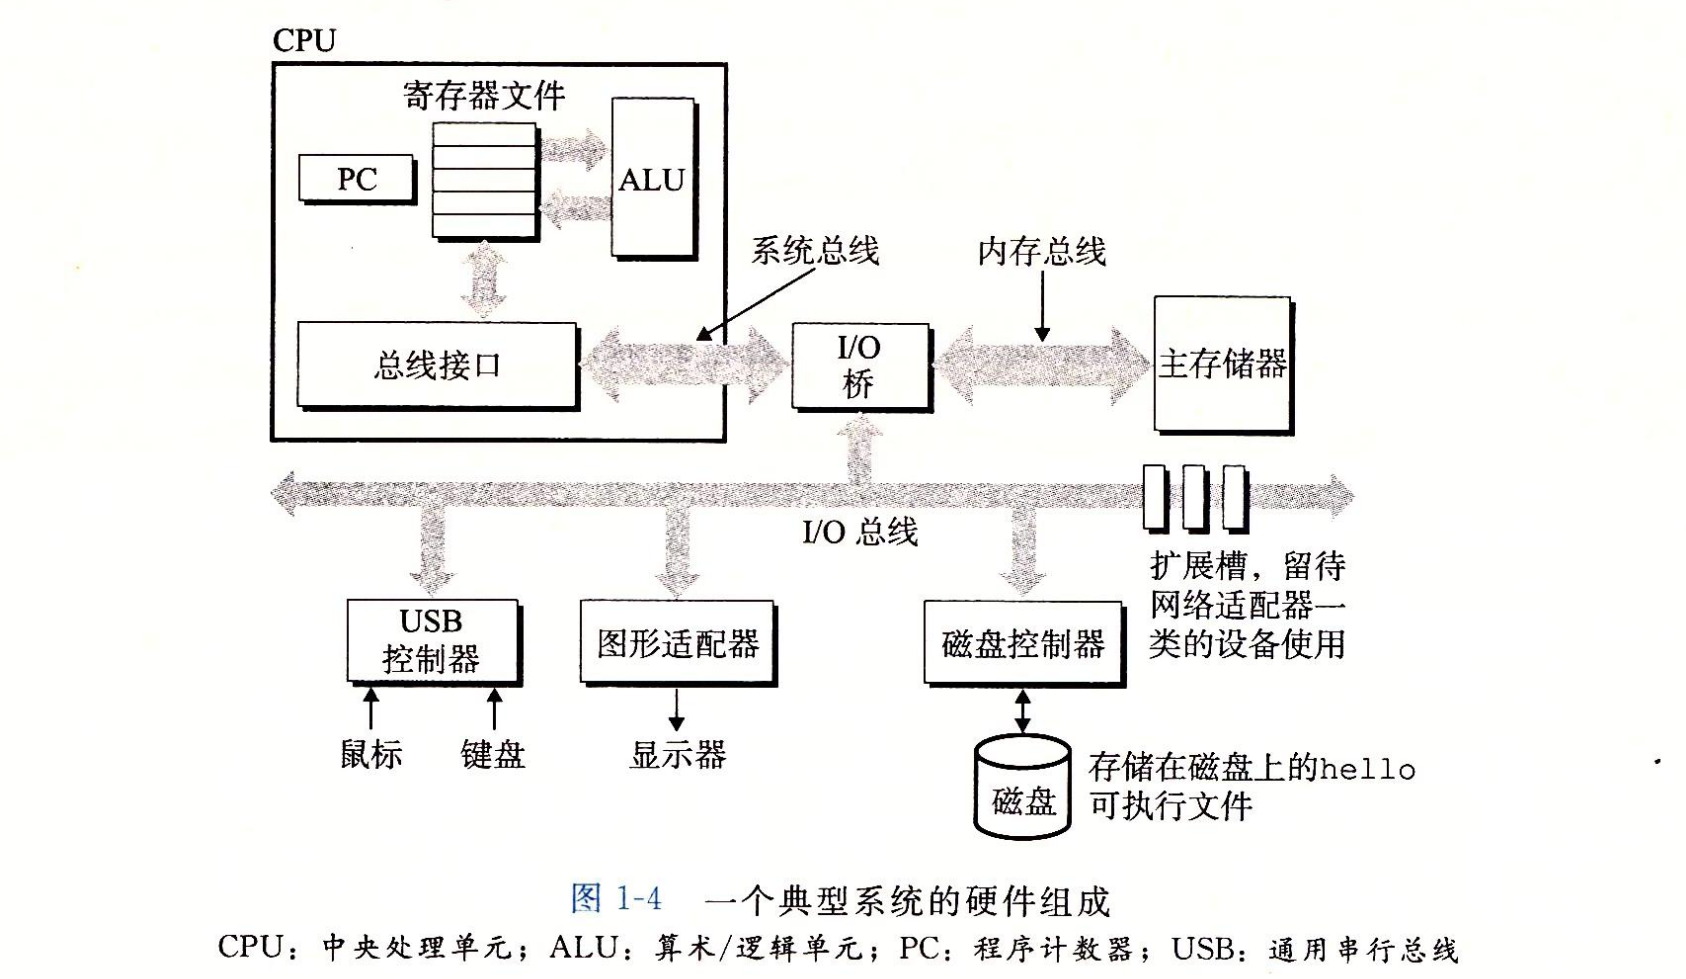 CPU
寄存器文件
PC
ALU
系统总线
内存总线
总线接口
I/O
桥
主存储器
I/O 总线
扩展槽，留待
网络适配器一
类的设备使用
USB
控制器
图形适配器
磁盘控制器
鼠标
键盘
显示器
磁盘
存储在磁盘上的hello
可执行文件
图 1-4 一个典型系统的硬件组成
CPU：中央处理单元；ALU：算术/逻辑单元；PC：程序计数器；USB：通用串行总线